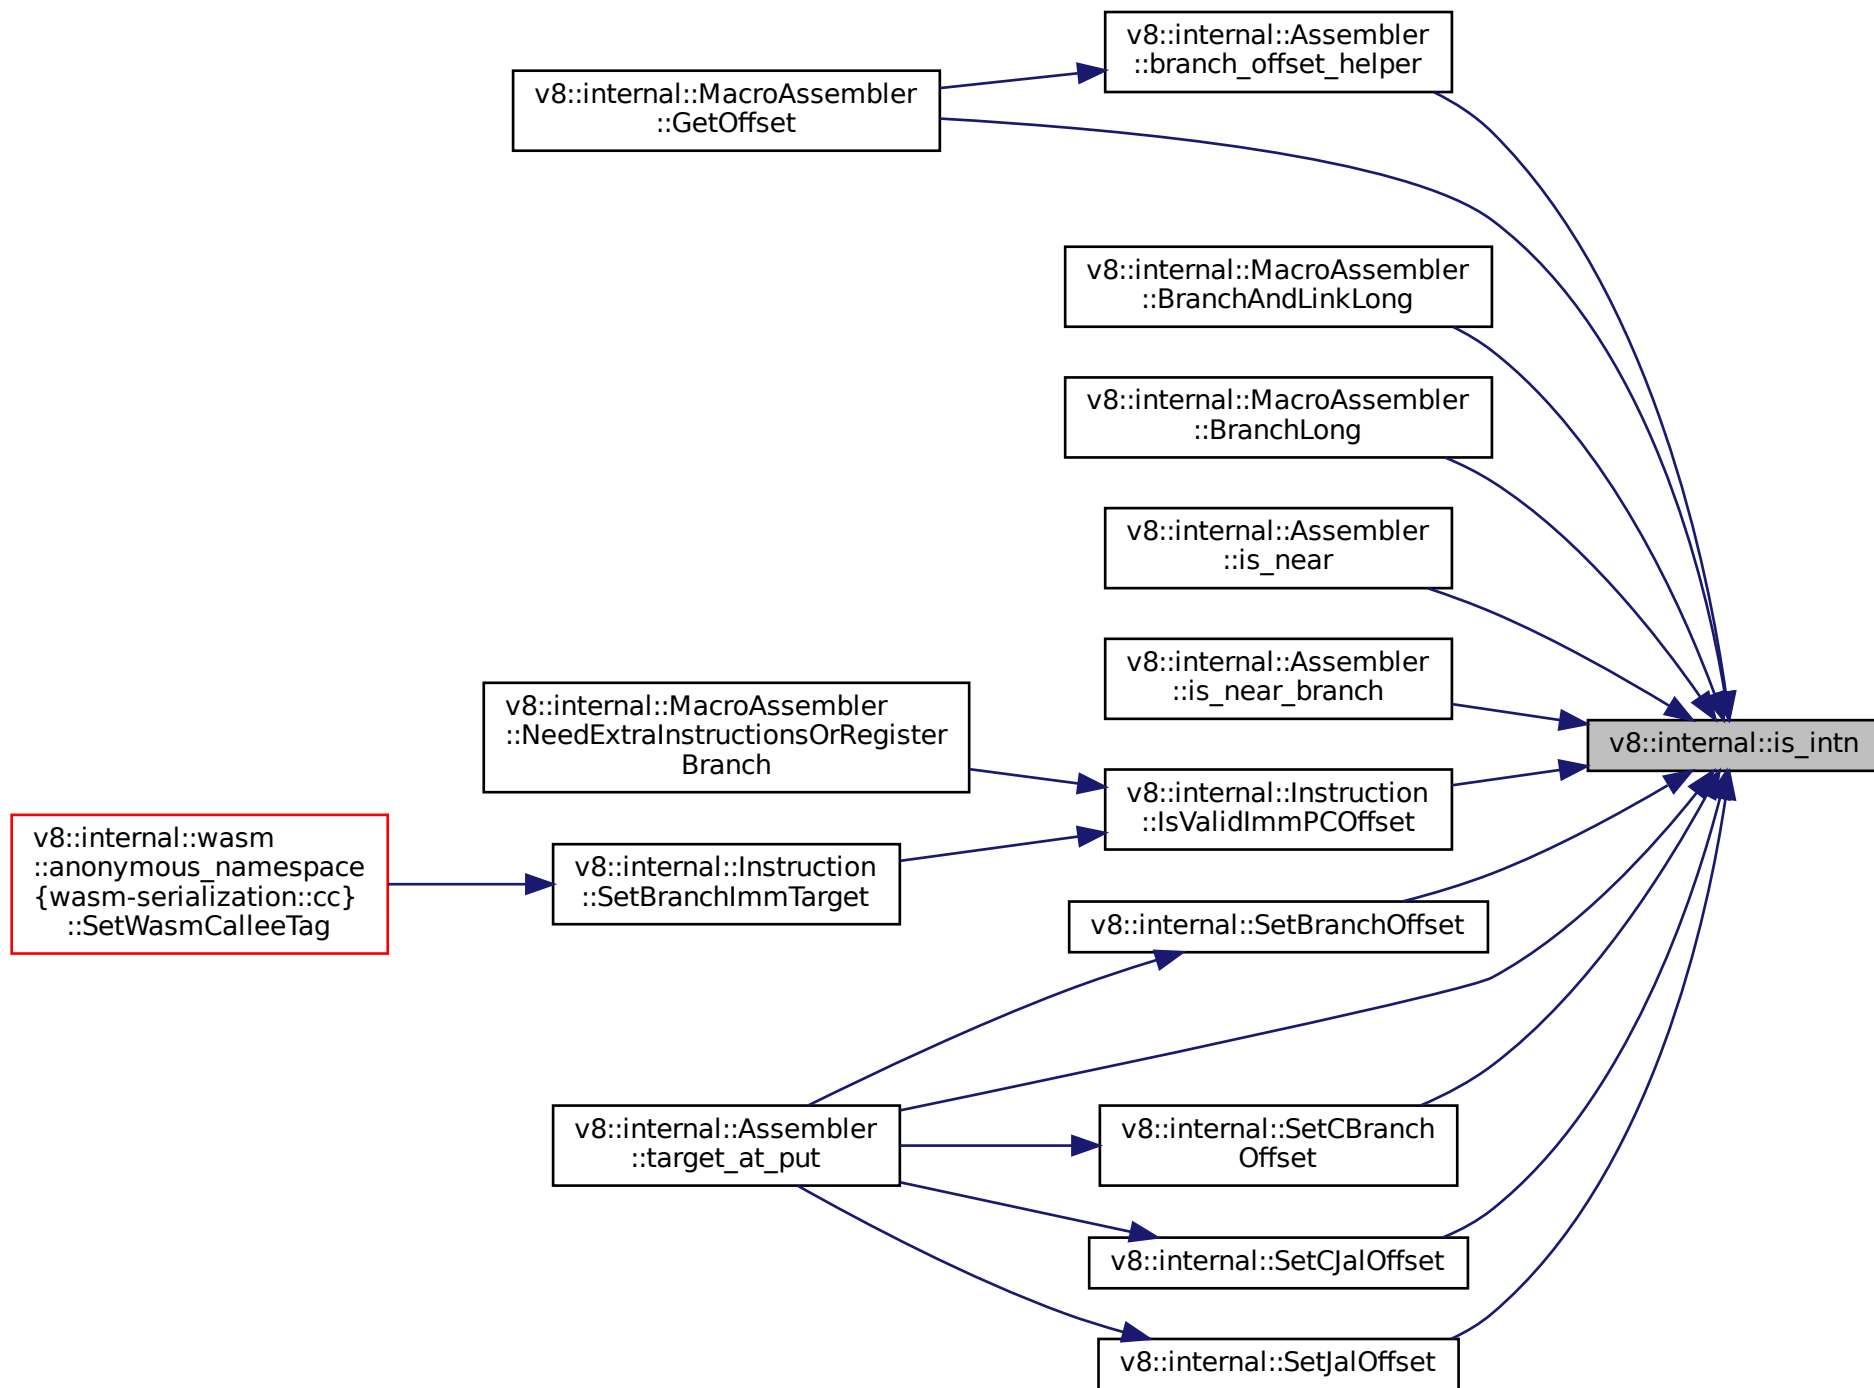 v8::internal::Assembler
::branch_offset_helper
v8::internal::MacroAssembler
::GetOffset
v8::internal::MacroAssembler
::BranchAndLinkLong
v8::internal::MacroAssembler
::BranchLong
v8::internal::Assembler
::is_near
v8::internal::Assembler
::is_near_branch
v8::internal::MacroAssembler
::NeedExtraInstructionsOrRegister
Branch
v8::internal::is_intn
v8::internal::Instruction
::IsValidImmPCOffset
v8::internal::wasm
::anonymous_namespace
{wasm-serialization::cc}
::SetWasmCalleeTag
v8::internal::Instruction
::SetBranchImmTarget
v8::internal::SetBranchOffset
v8::internal::Assembler
::target_at_put
v8::internal::SetCBranch
Offset
v8::internal::SetCJalOffset
v8::internal::SetJalOffset